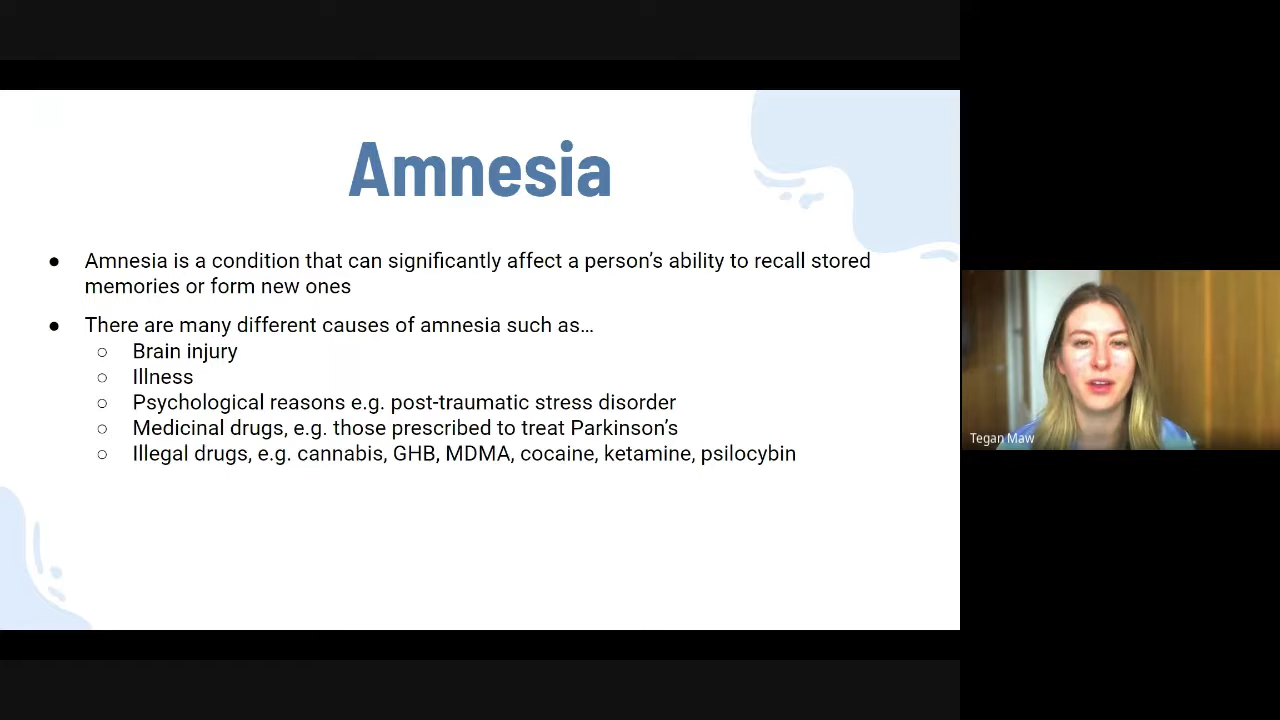 Amnesia
● Amnesia is a condition that can significantly affect a person’s ability to recall stored
memories or form new ones
● There are many different causes of amnesia such as…
○ Brain injury
○ Illness
○ Psychological reasons e.g. post-traumatic stress disorder
○ Medicinal drugs, e.g. those prescribed to treat Parkinson’s
○ Illegal drugs, e.g. cannabis, GHB, MDMA, cocaine, ketamine, psilocybin
Tegan Maw